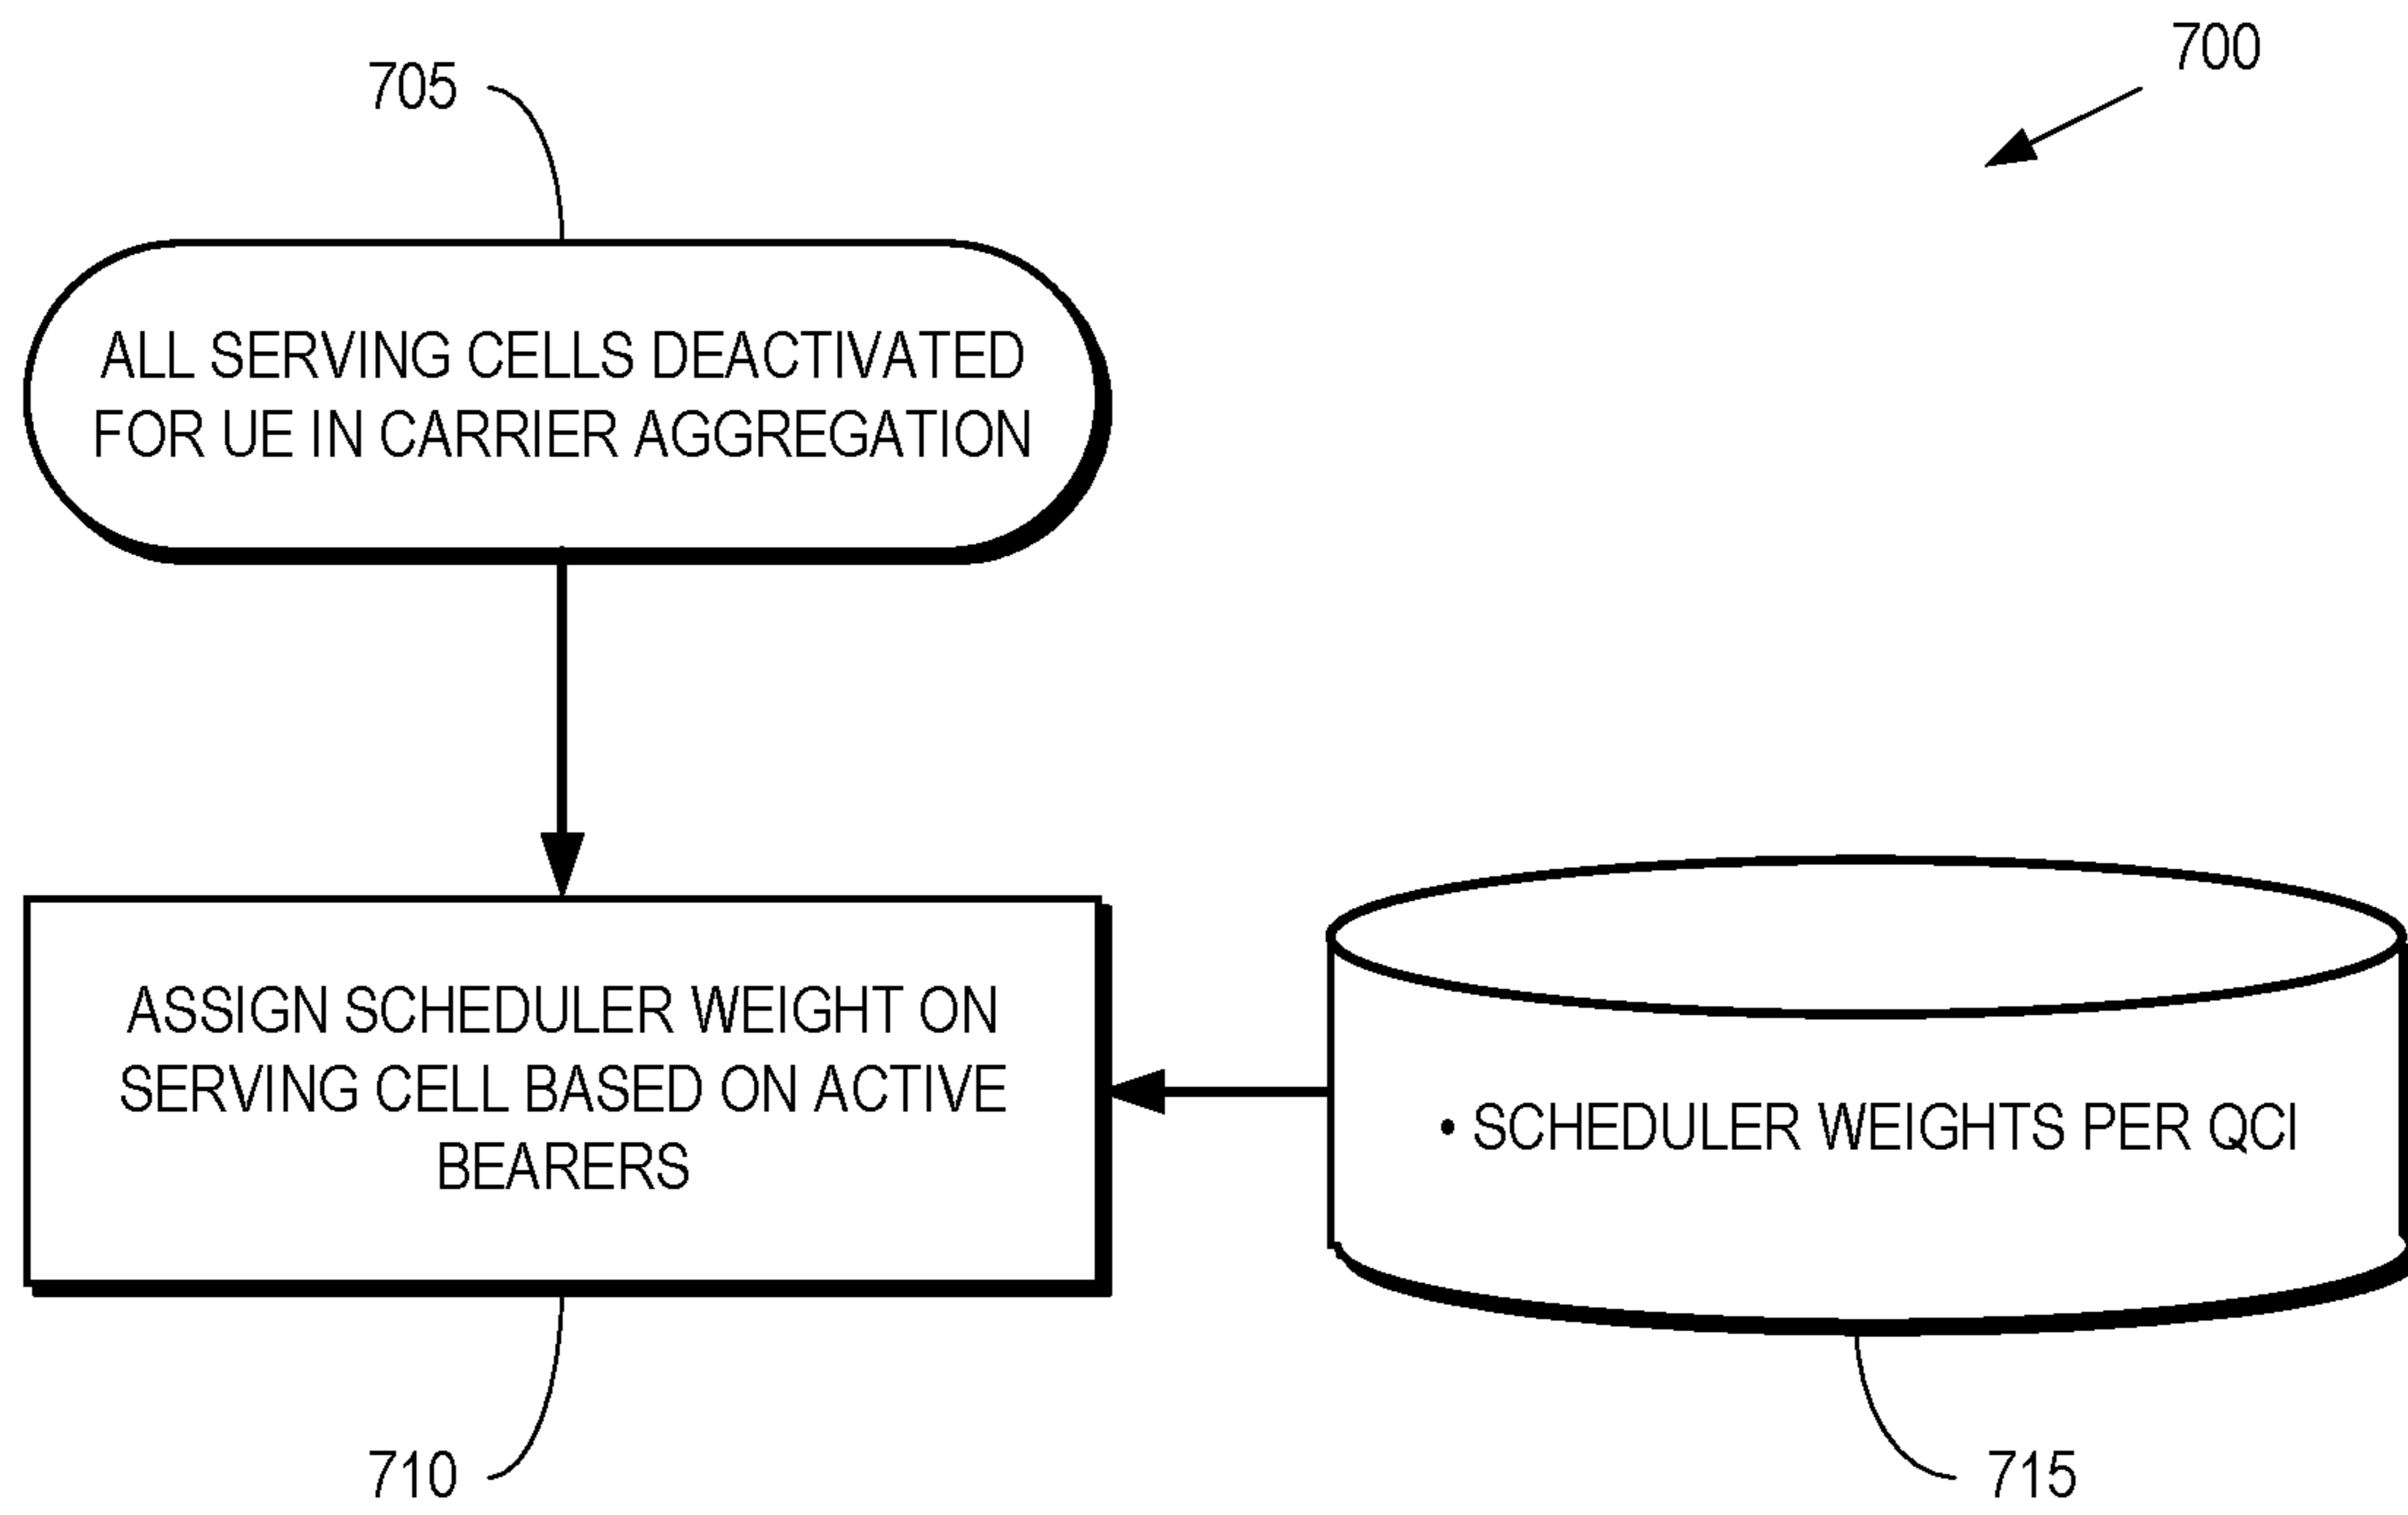 700
705
ALL SERVING CELLS DEACTIVATED
FOR UE IN CARRIER AGGREGATION
ASSIGN SCHEDULER WEIGHT ON
SERVING CELL BASED ON ACTIVE
BEARERS
• SCHEDULER WEIGHTS PER QCI
710
715